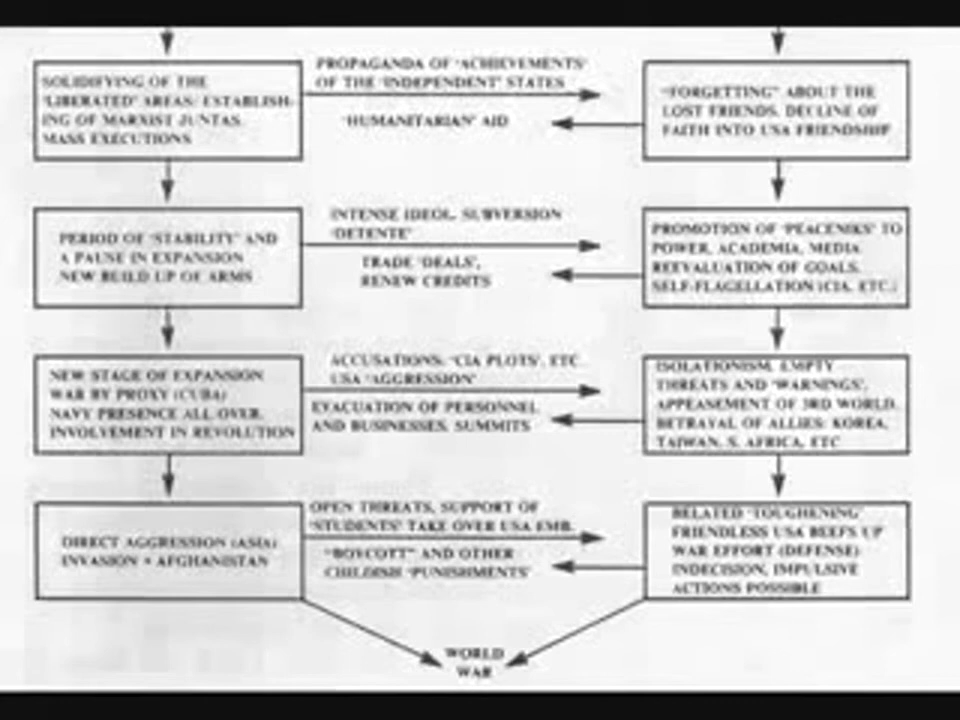 SOLIDIFYING OF THE
'LIBERATED' AREAS: ESTABLISH-
ING OF MARXIST JUNTAS.
MASS EXECUTIONS
PROPAGANDA OF 'ACHIEVEMENTS'
OF THE 'INDEPENDENT' STATES
'HUMANITARIAN' AID
"FORGETTING" ABOUT THE
LOST FRIENDS. DECLINE OF
FAITH INTO USA FRIENDSHIP
PERIOD OF 'STABILITY' AND
A PAUSE IN EXPANSION
NEW BUILD UP OF ARMS
INTENSE IDEOL. SUBVERSION
'DETENTE'
TRADE 'DEALS',
RENEW CREDITS
PROMOTION OF 'PEACENIKS' TO
POWER, ACADEMIA, MEDIA
REEVALUATION OF GOALS.
SELF-FLAGELLATION (CIA, ETC.)
NEW STAGE OF EXPANSION
WAR BY PROXY (CUBA)
NAVY PRESENCE ALL OVER.
INVOLVEMENT IN REVOLUTION
ACCUSATIONS: 'CIA PLOTS', ETC
USA 'AGGRESSION'
EVACUATION OF PERSONNEL
AND BUSINESSES. SUMMITS
ISOLATIONISM. EMPTY
THREATS AND 'WARNINGS'.
APPEASEMENT OF 3RD WORLD.
BETRAYAL OF ALLIES: KOREA,
TAIWAN, S. AFRICA, ETC
DIRECT AGGRESSION (ASIA)
INVASION • AFGHANISTAN
OPEN THREATS, SUPPORT OF
'STUDENTS' TAKE OVER USA EMB.
"BOYCOTT" AND OTHER
CHILDISH 'PUNISHMENTS'
BELATED 'TOUGHENING'
FRIENDLESS USA BEEFS UP
WAR EFFORT (DEFENSE)
INDECISION, IMPULSIVE
ACTIONS POSSIBLE
WORLD
WAR